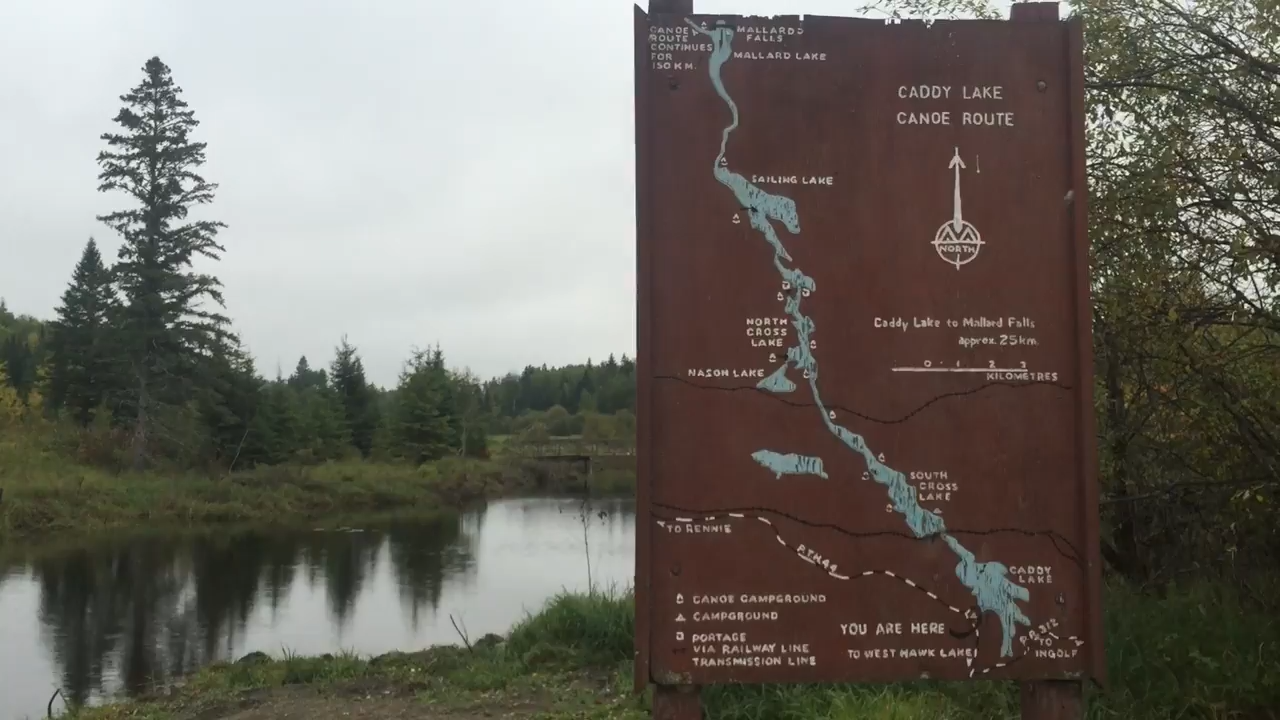 CANOE
ROUTE
CONTINUES
FOR
150 KM.
MALLARD
FALLS
MALLARD LAKE
CADDY LAKE
CANOE ROUTE
SAILING LAKE
NORTH
NORTH
CROSS
LAKE
Caddy Lake to Mallard Falls
approx. 25 km.
0 1 2 3
KILOMETRES
NASON LAKE
SOUTH
CROSS
LAKE
TO RENNIE
P.T.H.44
CADDY
LAKE
CANOE CAMPGROUND
CAMPGROUND
PORTAGE
VIA RAILWAY LINE
TRANSMISSION LINE
YOU ARE HERE
TO WEST HAWK LAKE
P.R. 312
TO
INGOLF